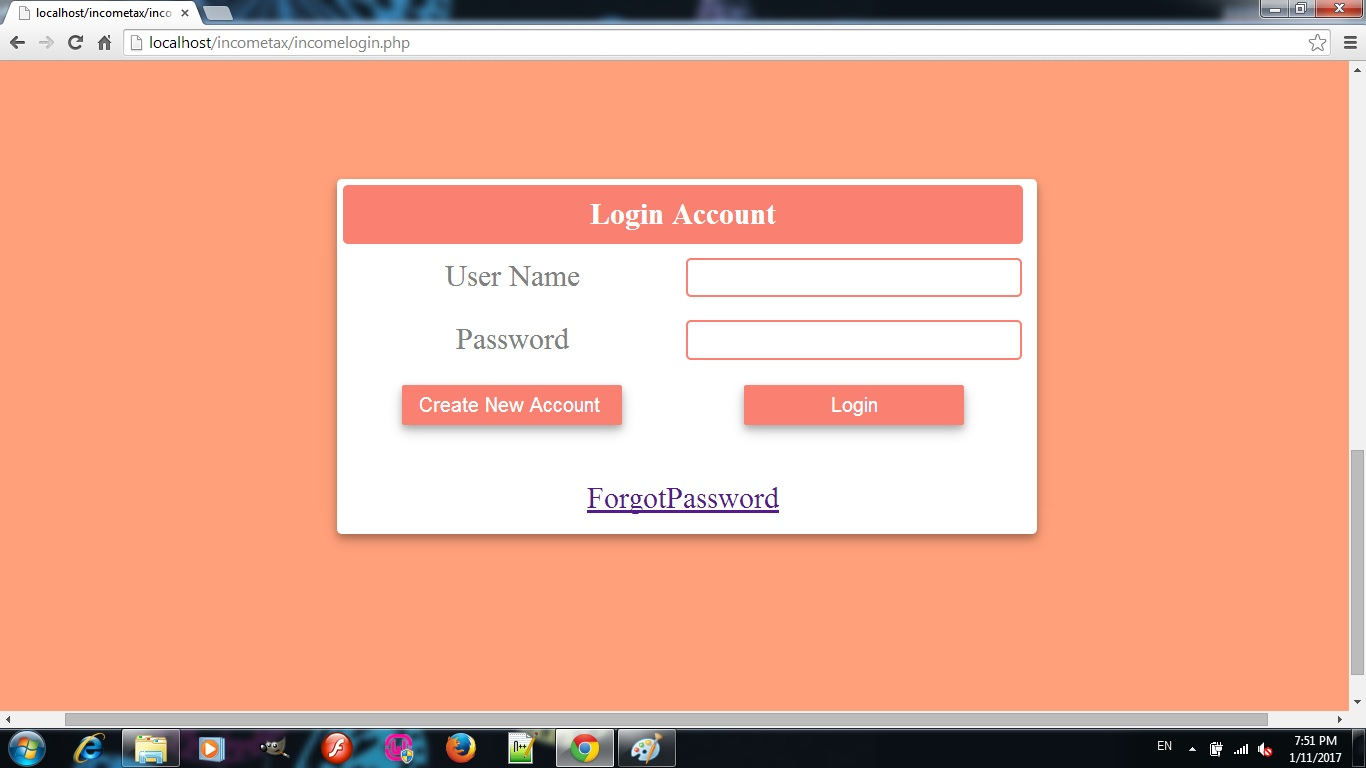 localhost/incometax/inco
localhost/incometax/incomelogin.php
Login Account
User Name
Password
Create New Account Login
ForgotPassword
EN
7:51 PM
1/11/2017